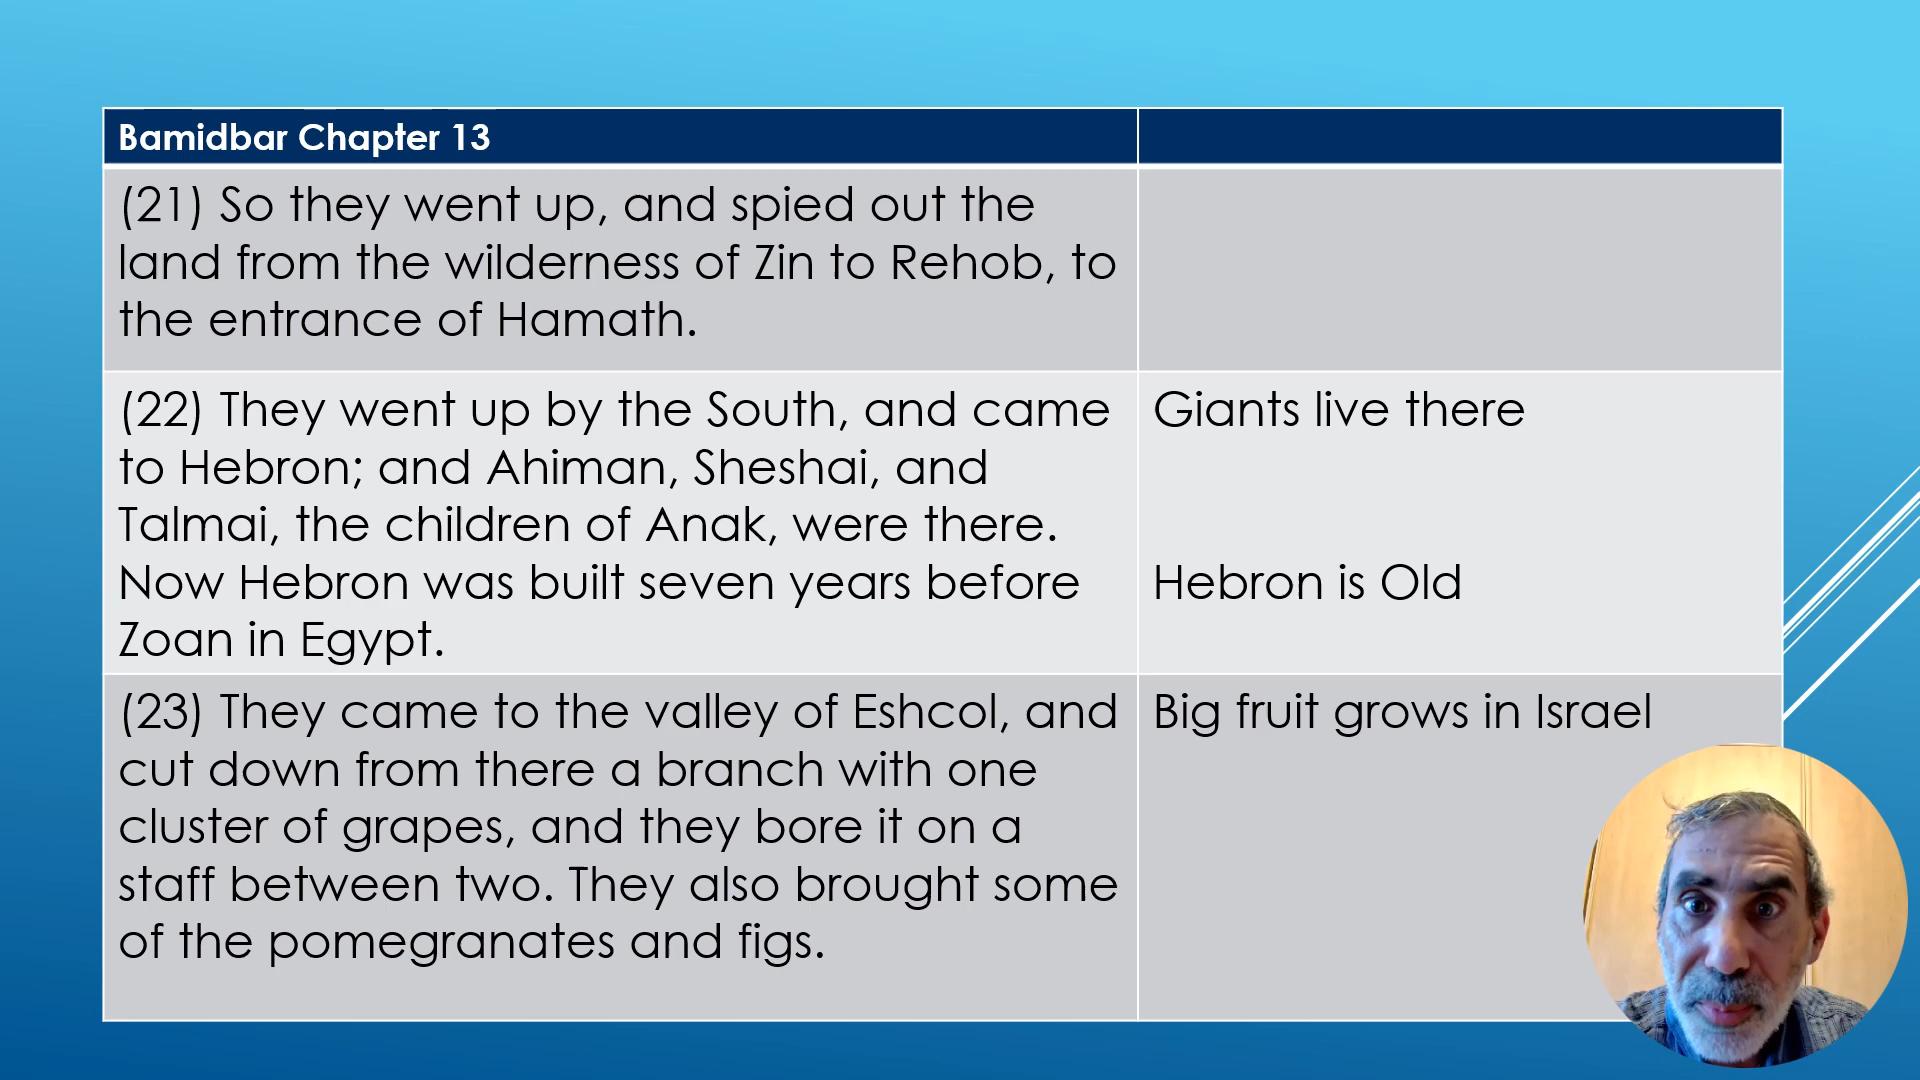 Bamidbar Chapter 13
(21) So they went up, and spied out the
land from the wilderness of Zin to Rehob, to
the entrance of Hamath.
(22) They went up by the South, and came
to Hebron; and Ahiman, Sheshai, and
Talmai, the children of Anak, were there.
Now Hebron was built seven years before
Zoan in Egypt.
Giants live there
Hebron is Old
(23) They came to the valley of Eshcol, and
cut down from there a branch with one
cluster of grapes, and they bore it on a
staff between two. They also brought some
of the pomegranates and figs.
Big fruit grows in Israel